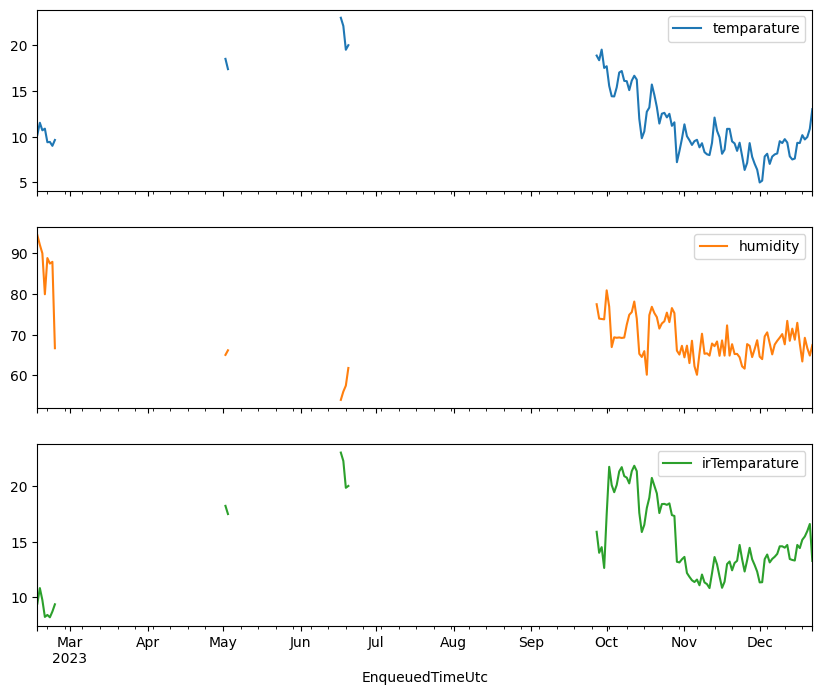 temparature
20
15
10
5
humidity
90
80
70
60
irTemparature
20
15
10
Mar Apr May Jun Jul Aug Sep Oct Nov Dec
2023
EnqueuedTimeUtc